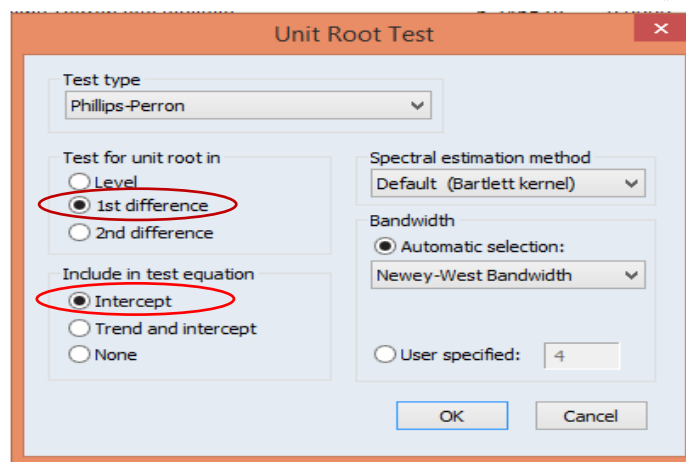 Unit Root Test
Test type
Phillips-Perron
Test for unit root in
Level
1st difference
2nd difference
Include in test equation
Intercept
Trend and intercept
None
Spectral estimation method
Default (Bartlett kernel)
Bandwidth
Automatic selection:
Newey-West Bandwidth
User specified: 4
OK Cancel